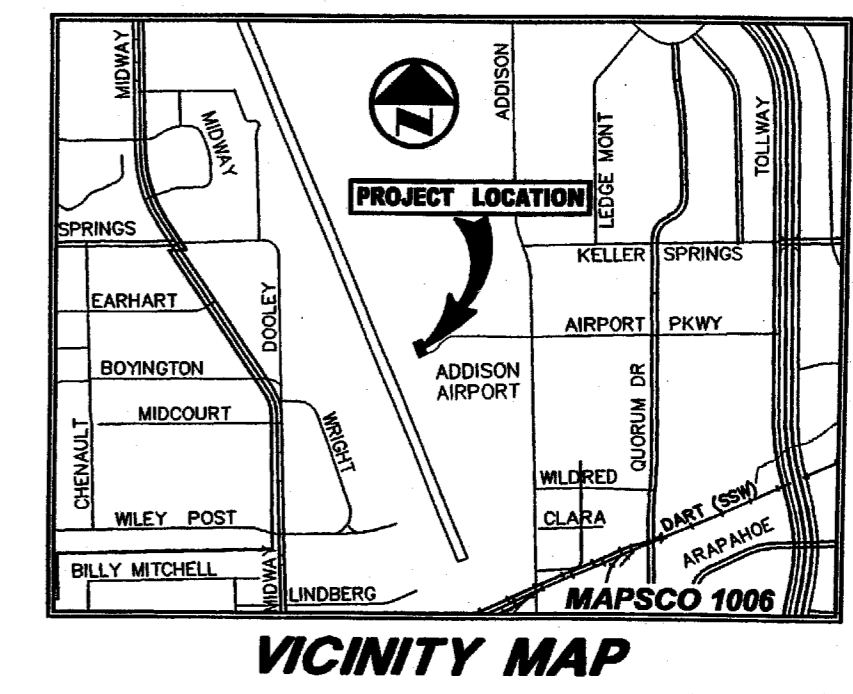 MIDWAY
MIDWAY
ADDISON
LEDGE MONT
TOLLWAY
N
PROJECT LOCATION
SPRINGS
KELLER SPRINGS
EARHART
DOOLEY
AIRPORT PKWY
BOYINGTON
ADDISON
AIRPORT
QUORUM DR
MIDCOURT
CHENAULT
WRIGHT
WILDRED
WILEY POST
CLARA
DART (SSW)
ARAPAHOE
BILLY MITCHELL
MIDWAY
LINDBERG
MAPSCO 1006
VICINITY MAP